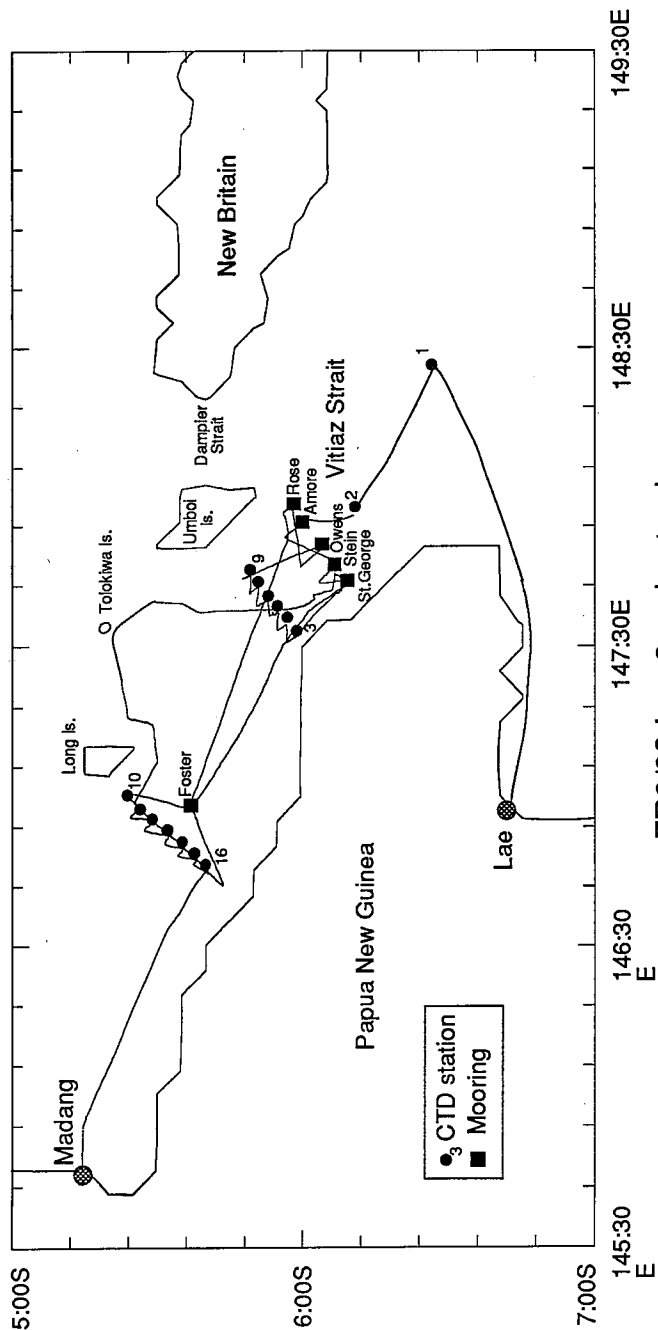 5:00S
6:00S
7:00S
Madang
Long Is.
Tolokiwa Is.
10
16
Foster
9
3
Umboi Is.
Dampier Strait
New Britain
Rose
Amore
Owens
Stein
St.George
Vitiaz Strait
2
1
Papua New Guinea
Lae
3 CTD station
Mooring
145:30 E
146:30 E
147:30E
148:30E
149:30E